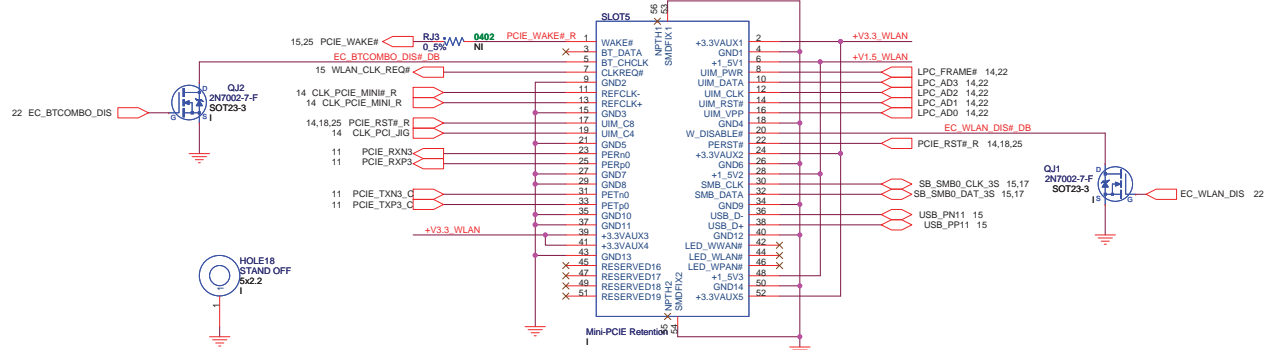 SLOT5
56
53
NPTH1
SMDFIX1
15,25 PCIE_WAKE#
RJ3
0_5%
0402
NI
PCIE_WAKE#_R
1 WAKE#
3 BT_DATA
EC_BTCOMBO_DIS#_DB
5 BT_CHCLK
15 WLAN_CLK_REQ#
7 CLKREQ#
9 GND2
14 CLK_PCIE_MINI#_R
11 REFCLK-
14 CLK_PCIE_MINI_R
13 REFCLK+
15 GND3
14,18,25 PCIE_RST#_R
17 UIM_C8
14 CLK_PCI_JIG
19 UIM_C4
21 GND5
11 PCIE_RXN3
23 PERn0
11 PCIE_RXP3
25 PERp0
27 GND7
29 GND8
11 PCIE_TXN3_C
31 PETn0
11 PCIE_TXP3_C
33 PETp0
35 GND10
37 GND11
+V3.3_WLAN
39 +3.3VAUX3
41 +3.3VAUX4
43 GND13
45 RESERVED16
47 RESERVED17
49 RESERVED18
51 RESERVED19
+3.3VAUX1 2
+V3.3_WLAN
GND1 4
+1_5V1 6
+V1.5_WLAN
UIM_PWR 8
LPC_FRAME# 14,22
UIM_DATA 10
LPC_AD3 14,22
UIM_CLK 12
LPC_AD2 14,22
UIM_RST# 14
LPC_AD1 14,22
UIM_VPP 16
LPC_AD0 14,22
GND4 18
W_DISABLE# 20
EC_WLAN_DIS#_DB
PERST# 22
PCIE_RST#_R 14,18,25
+3.3VAUX2 24
GND6 26
+1_5V2 28
SMB_CLK 30
SB_SMB0_CLK_3S 15,17
SMB_DATA 32
SB_SMB0_DAT_3S 15,17
GND9 34
USB_D- 36
USB_PN11 15
USB_D+ 38
USB_PP11 15
GND12 40
LED_WWAN# 42
LED_WLAN# 44
LED_WPAN# 46
+1_5V3 48
GND14 50
+3.3VAUX5 52
NPTH2
SMDFIX2
55
54
Mini-PCIE Retention
I
QJ2
2N7002-7-F
SOT23-3
I
D
G
S
22 EC_BTCOMBO_DIS
QJ1
2N7002-7-F
SOT23-3
I
D
S
G
EC_WLAN_DIS 22
HOLE18
STAND OFF
5x2.2
I
1